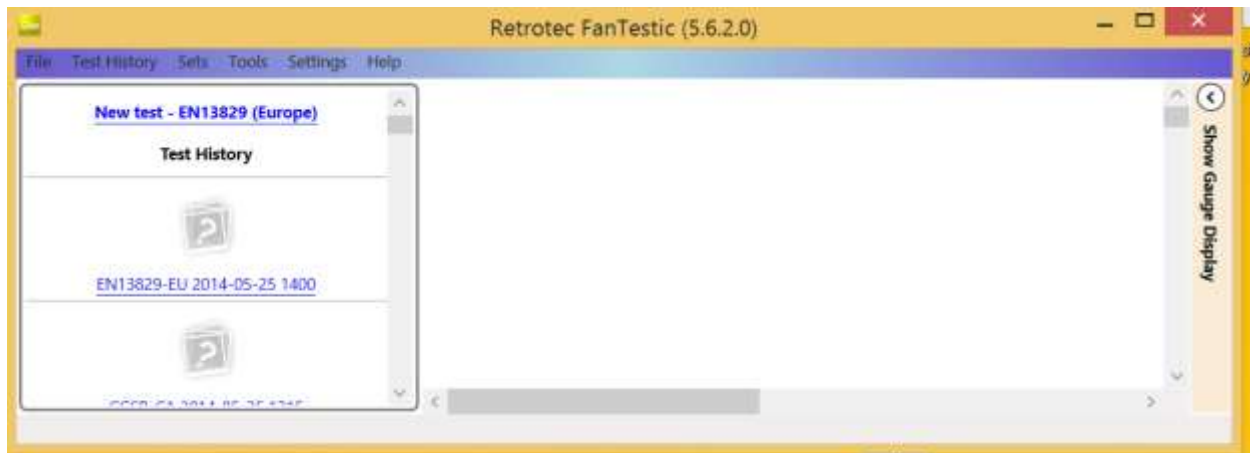 Retrotec FanTestic (5.6.2.0)
File Test History Sets Tools Settings Help
New test - EN13829 (Europe)
Test History
EN13829-EU 2014-05-25 1400
Show Gauge Display